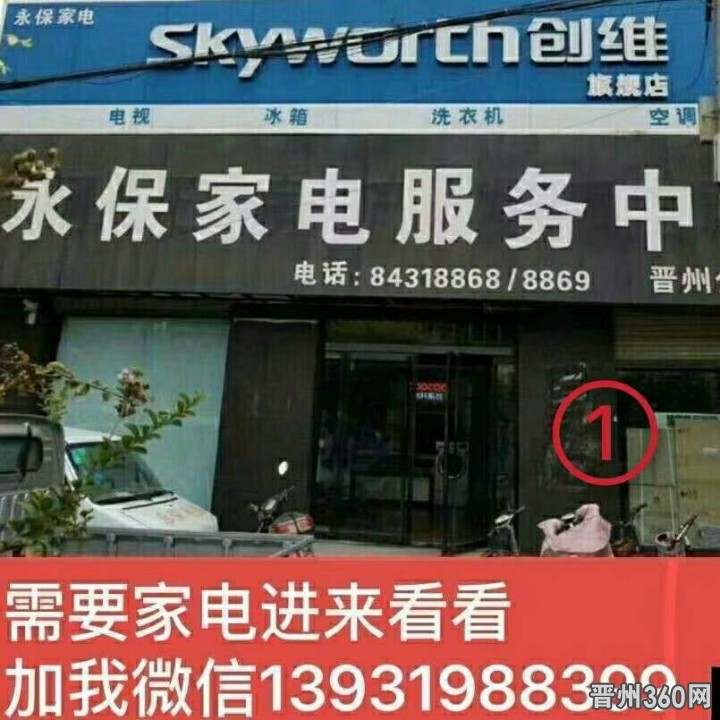 永保家电
Skyworth创维
旗舰店
电视 冰箱 洗衣机 空调
永保家电服务中
电话:84318868/8869 晋州
①
需要家电进来看看
加我微信13931988399
晋州360网